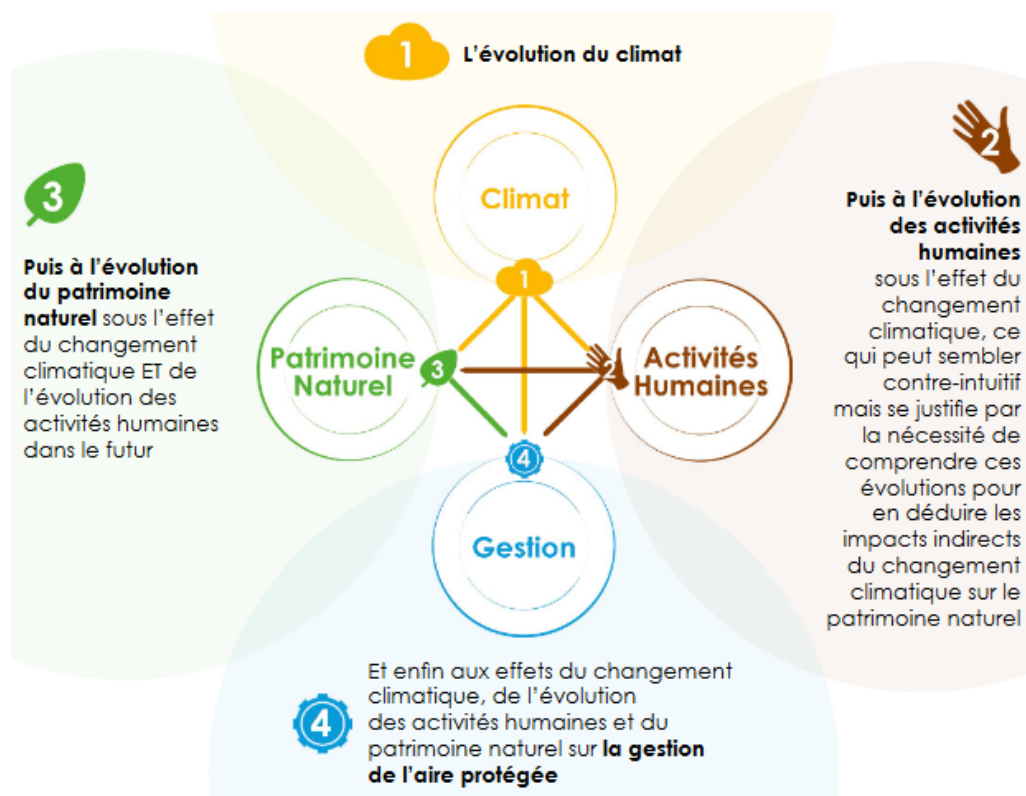 1
L'évolution du climat
2
Puis à l'évolution
des activités
humaines
sous l'effet du
changement
climatique, ce
qui peut sembler
contre-intuitif
mais se justifie par
la nécessité de
comprendre ces
évolutions pour
en déduire les
impacts indirects
du changement
climatique sur le
patrimoine naturel
3
Puis à l'évolution
du patrimoine
naturel sous l'effet
du changement
climatique ET de
l'évolution des
activités humaines
dans le futur
Climat
1
Patrimoine
Naturel
3
2
Activités
Humaines
4
Gestion
4
Et enfin aux effets du changement
climatique, de l'évolution
des activités humaines et du
patrimoine naturel sur la gestion
de l'aire protégée